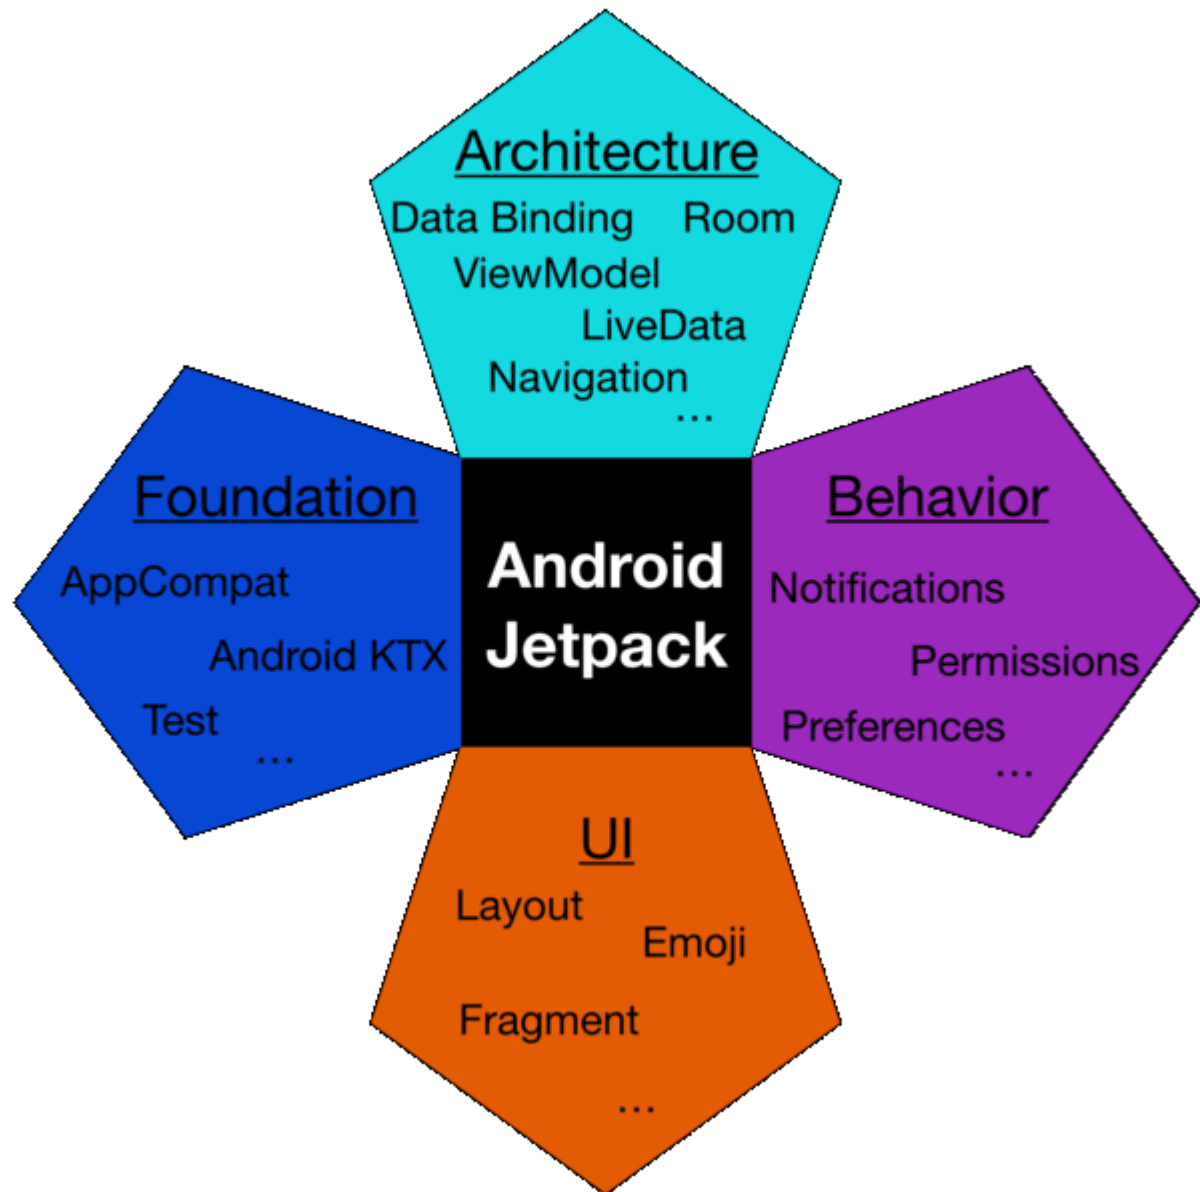 Architecture
Data Binding Room
ViewModel
LiveData
Navigation
...
Foundation
AppCompat
Android KTX
Test
...
Android
Jetpack
Behavior
Notifications
Permissions
Preferences
...
UI
Layout
Emoji
Fragment
...